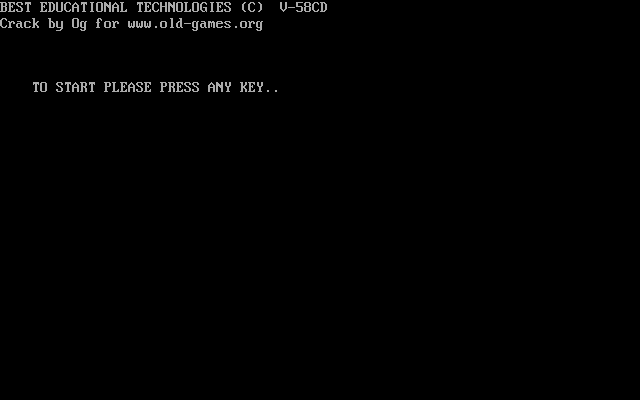 BEST EDUCATIONAL TECHNOLOGIES (C)  V-58CD
Crack by Og for www.old-games.org
TO START PLEASE PRESS ANY KEY..